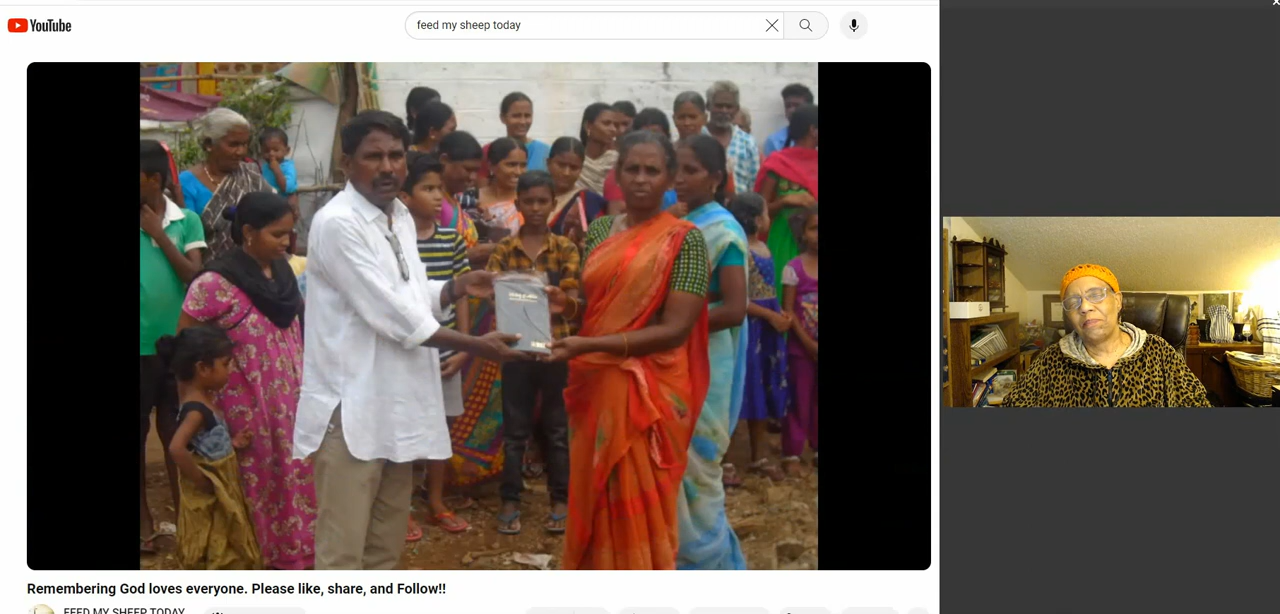 YouTube
feed my sheep today
Remembering God loves everyone. Please like, share, and Follow!!
FEED MY SHEEP TODAY